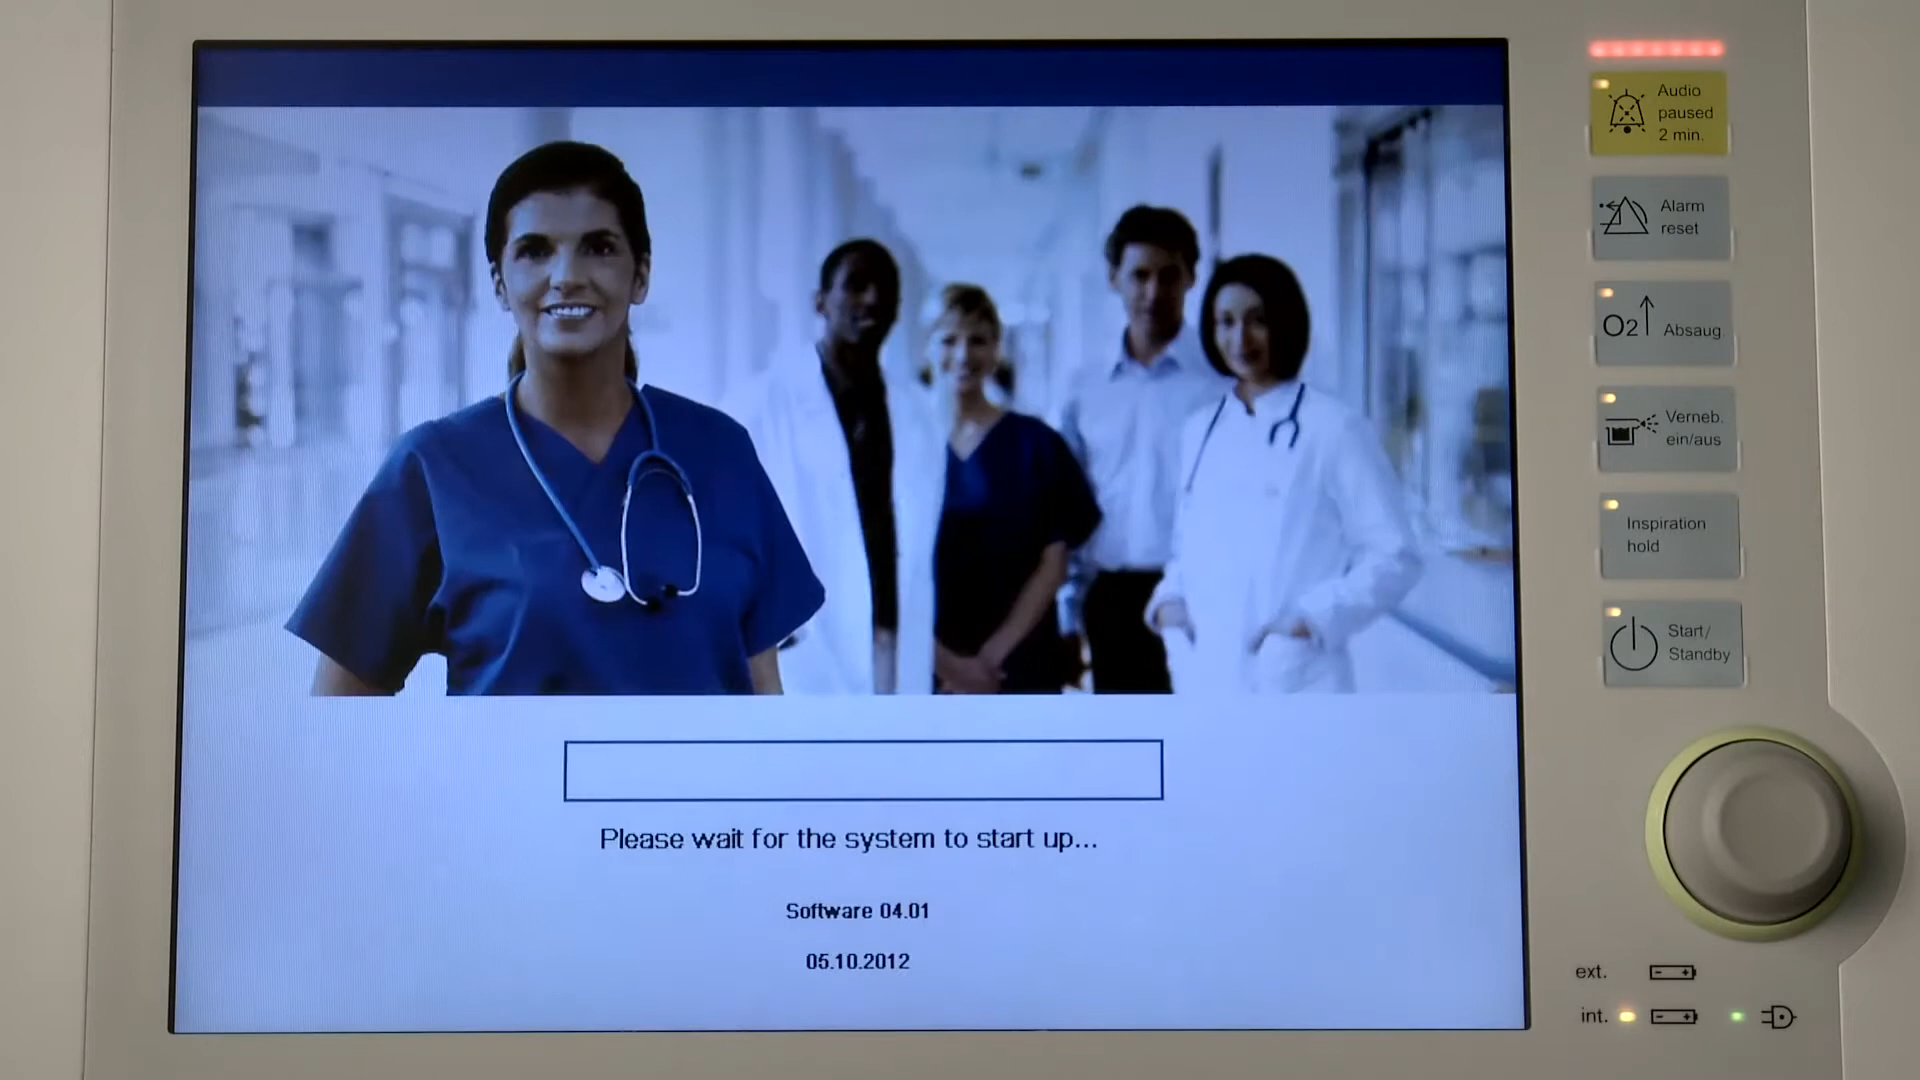 Audio
paused
2 min.
Alarm
reset
O2↑ Absaug.
Verneb.
ein/aus
Inspiration
hold
Start/
Standby
Please wait for the system to start up...
Software 04.01
05.10.2012
ext.
int.